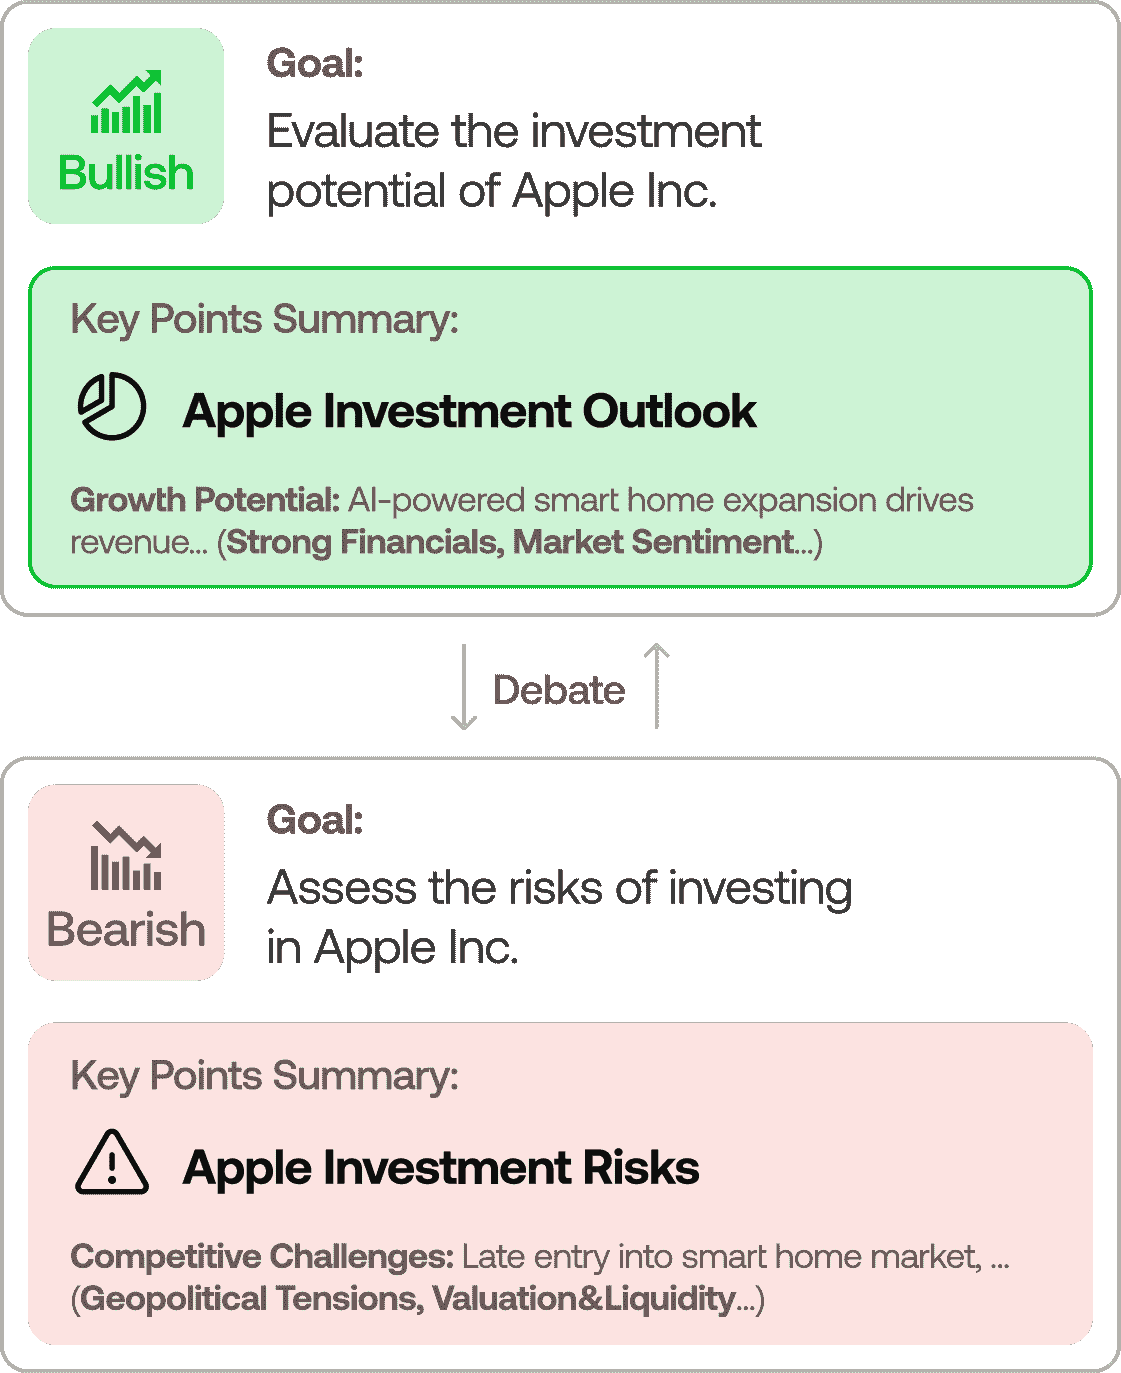 Bullish
Goal:
Evaluate the investment
potential of Apple Inc.
Key Points Summary:
Apple Investment Outlook
Growth Potential: AI-powered smart home expansion drives
revenue... (Strong Financials, Market Sentiment...)
Debate
Bearish
Goal:
Assess the risks of investing
in Apple Inc.
Key Points Summary:
Apple Investment Risks
Competitive Challenges: Late entry into smart home market, ...
(Geopolitical Tensions, Valuation&Liquidity...)